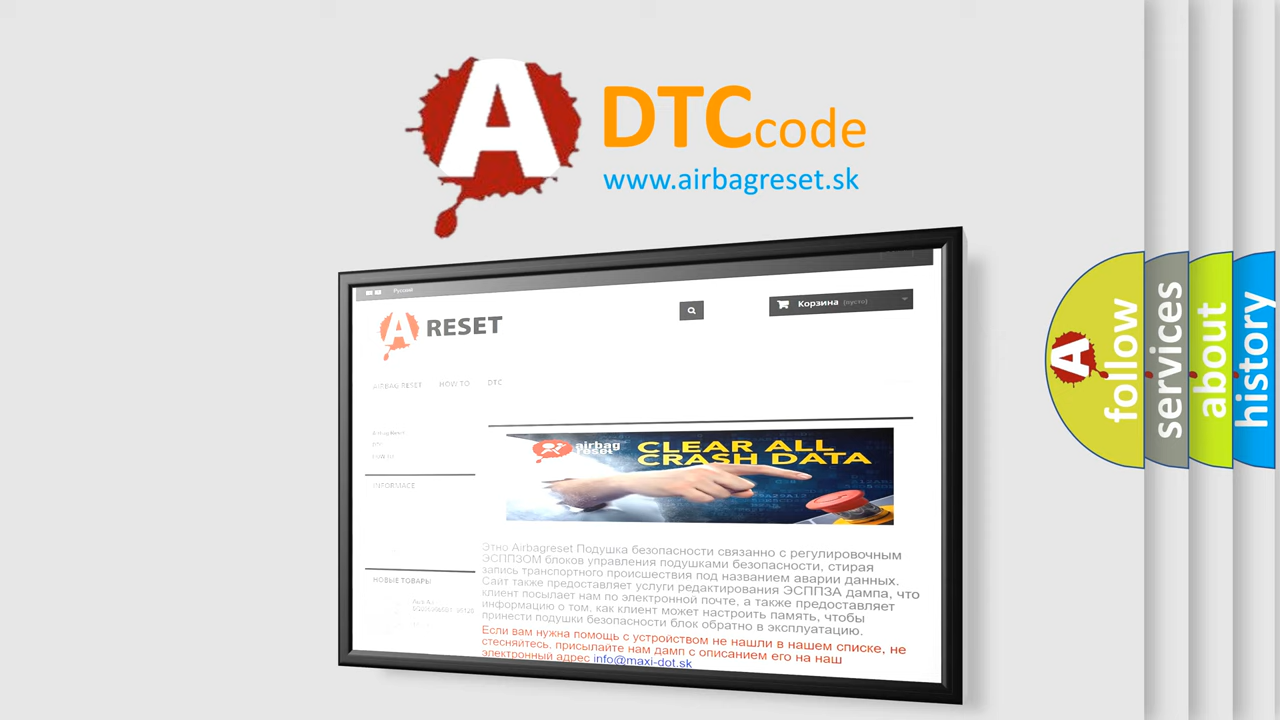 A DTCcode
www.airbagreset.sk
Русский
Корзина (пусто)
A RESET
AIRBAG RESET HOW TO DTC
airbag
reset
CLEAR ALL
CRASH DATA
INFORMACE
НОВЫЕ ТОВАРЫ
Этно Airbagreset Подушка безопасности связанно с регулировочным
ЭСППЗОМ блоков управления подушками безопасности, стирая
запись транспортного происшествия под названием аварии данных.
Сайт также предоставляет услуги редактирования ЭСППЗА дампа, что
клиент посылает нам по электронной почте, а также предоставляет
информацию о том, как клиент может настроить память, чтобы
принести подушки безопасности блок обратно в эксплуатацию.
Если вам нужна помощь с устройством не нашли в нашем списке, не
стесняйтесь, присылайте нам дамп с описанием его на наш
электронный адрес info@maxi-dot.sk
A follow
services
about
history